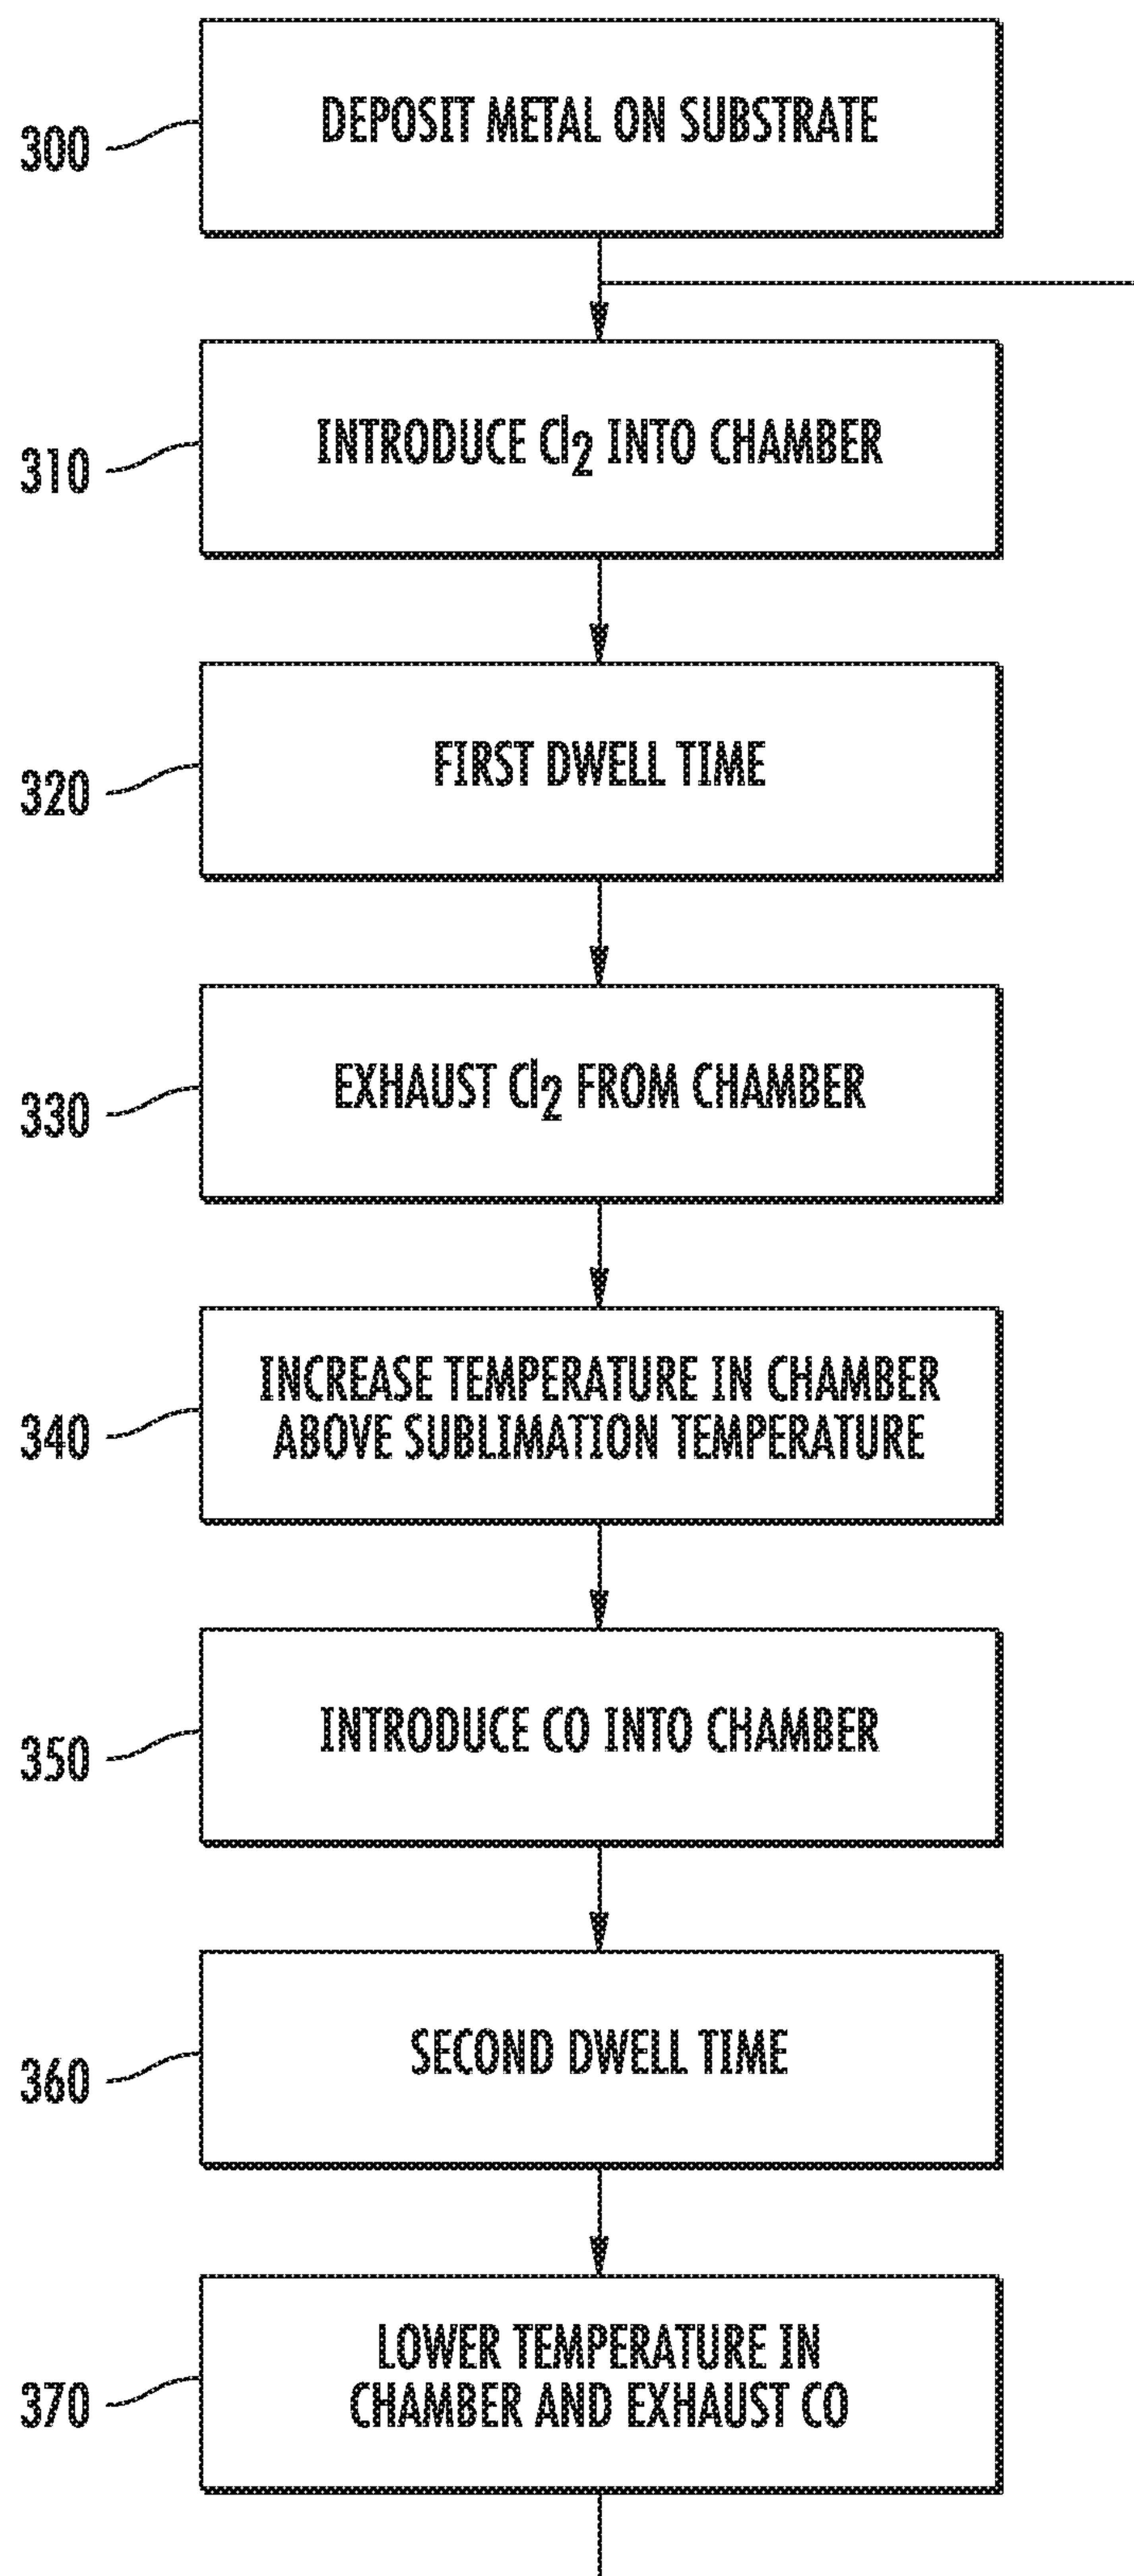 300
DEPOSIT METAL ON SUBSTRATE
310
INTRODUCE Cl2 INTO CHAMBER
320
FIRST DWELL TIME
330
EXHAUST Cl2 FROM CHAMBER
340
INCREASE TEMPERATURE IN CHAMBER
ABOVE SUBLIMATION TEMPERATURE
350
INTRODUCE CO INTO CHAMBER
360
SECOND DWELL TIME
370
LOWER TEMPERATURE IN
CHAMBER AND EXHAUST CO